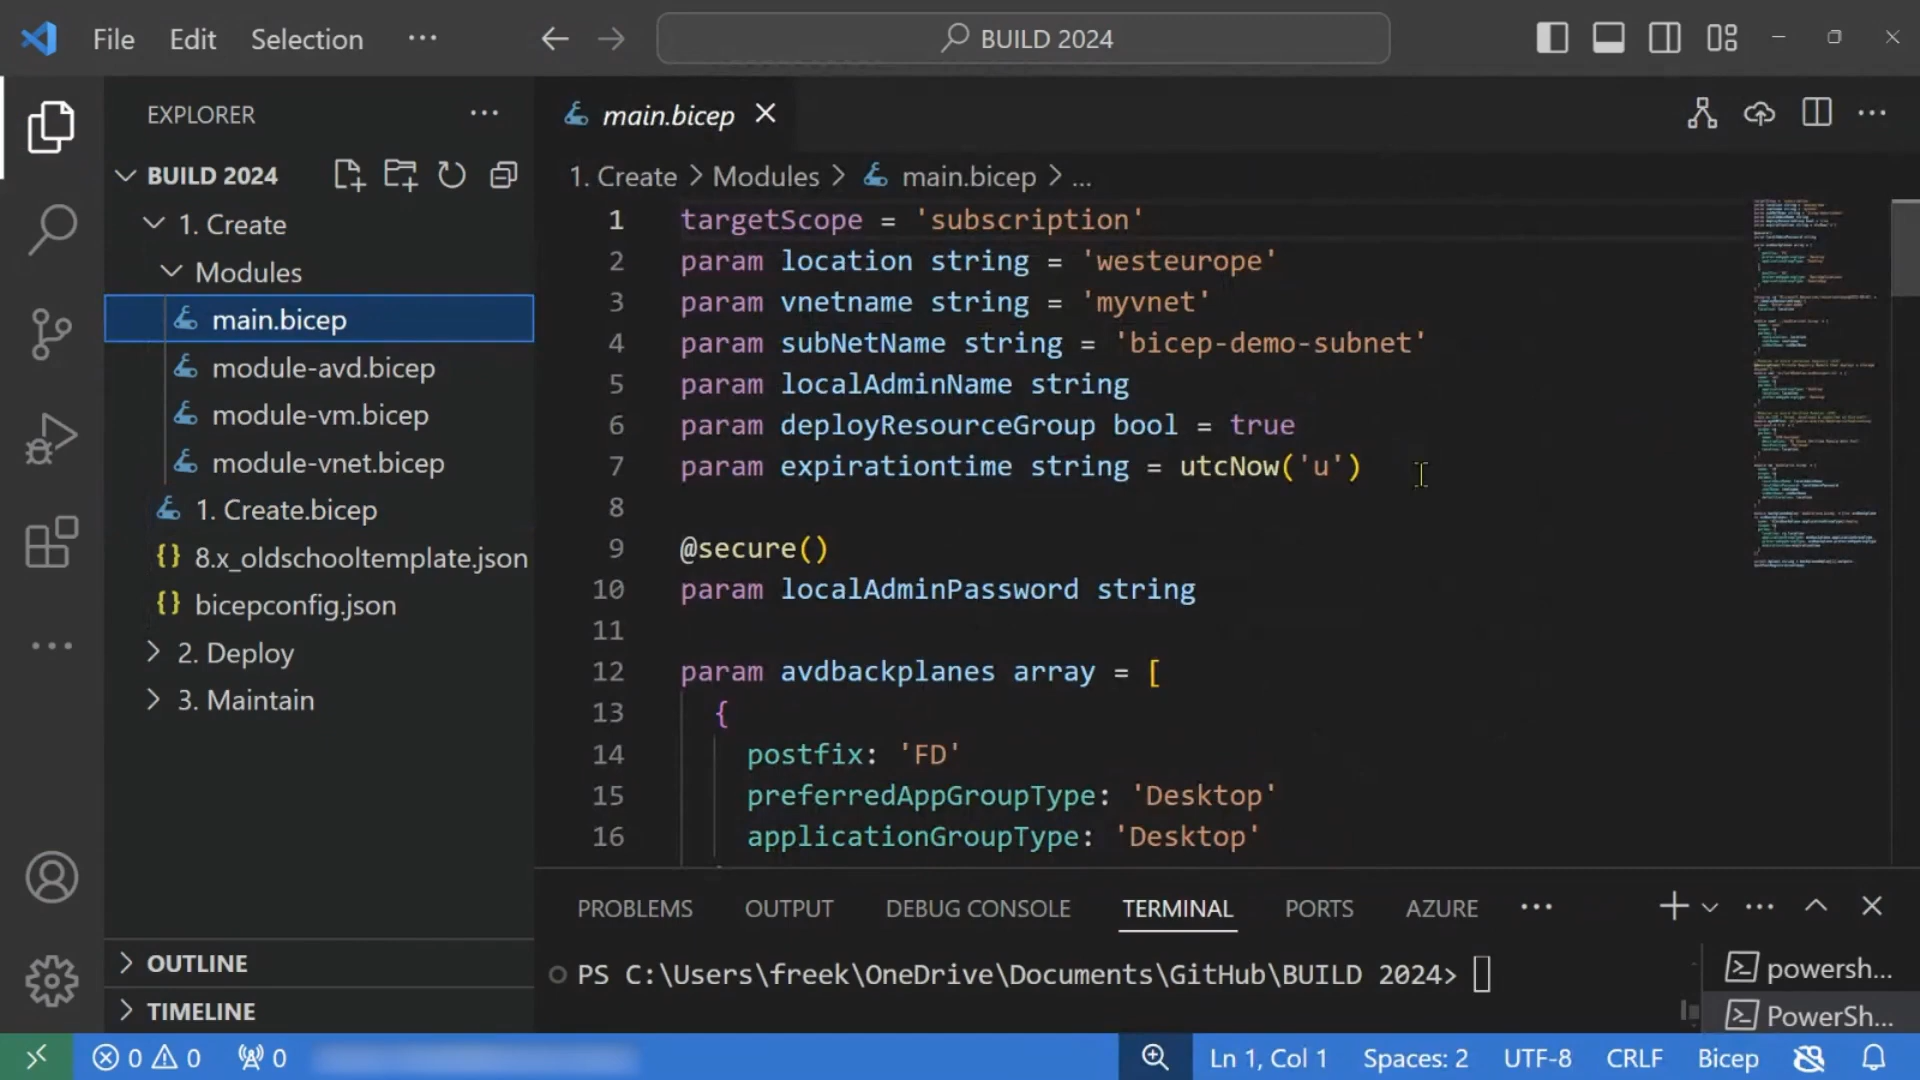 File Edit Selection ...
BUILD 2024
EXPLORER ...
BUILD 2024
1. Create
Modules
main.bicep
module-avd.bicep
module-vm.bicep
module-vnet.bicep
1. Create.bicep
{} 8.x_oldschooltemplate.json
{} bicepconfig.json
2. Deploy
3. Maintain
OUTLINE
TIMELINE
main.bicep
1. Create > Modules > main.bicep > ...
1 targetScope = 'subscription'
2 param location string = 'westeurope'
3 param vnetname string = 'myvnet'
4 param subNetName string = 'bicep-demo-subnet'
5 param localAdminName string
6 param deployResourceGroup bool = true
7 param expirationtime string = utcNow('u')
8
9 @secure()
10 param localAdminPassword string
11
12 param avdbackplanes array = [
13 {
14 postfix: 'FD'
15 preferredAppGroupType: 'Desktop'
16 applicationGroupType: 'Desktop'
PROBLEMS OUTPUT DEBUG CONSOLE TERMINAL PORTS AZURE ...
PS C:\Users\freek\OneDrive\Documents\GitHub\BUILD 2024>
powersh...
PowerSh...
0 0 0 Ln 1, Col 1 Spaces: 2 UTF-8 CRLF Bicep